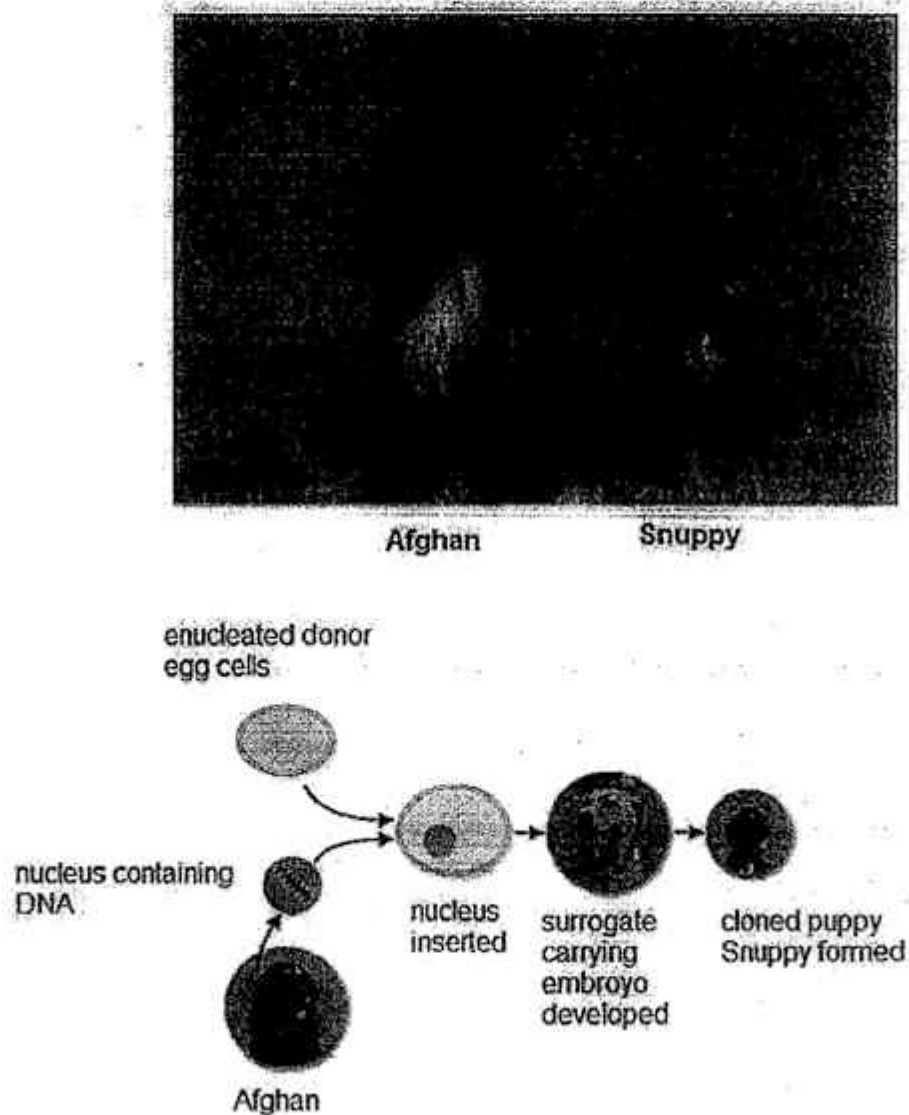 Afghan Snuppy
enucleated donor
egg cells
nucleus containing
DNA
nucleus
inserted
surrogate
carrying
embroyo
developed
cloned puppy
Snuppy formed
Afghan